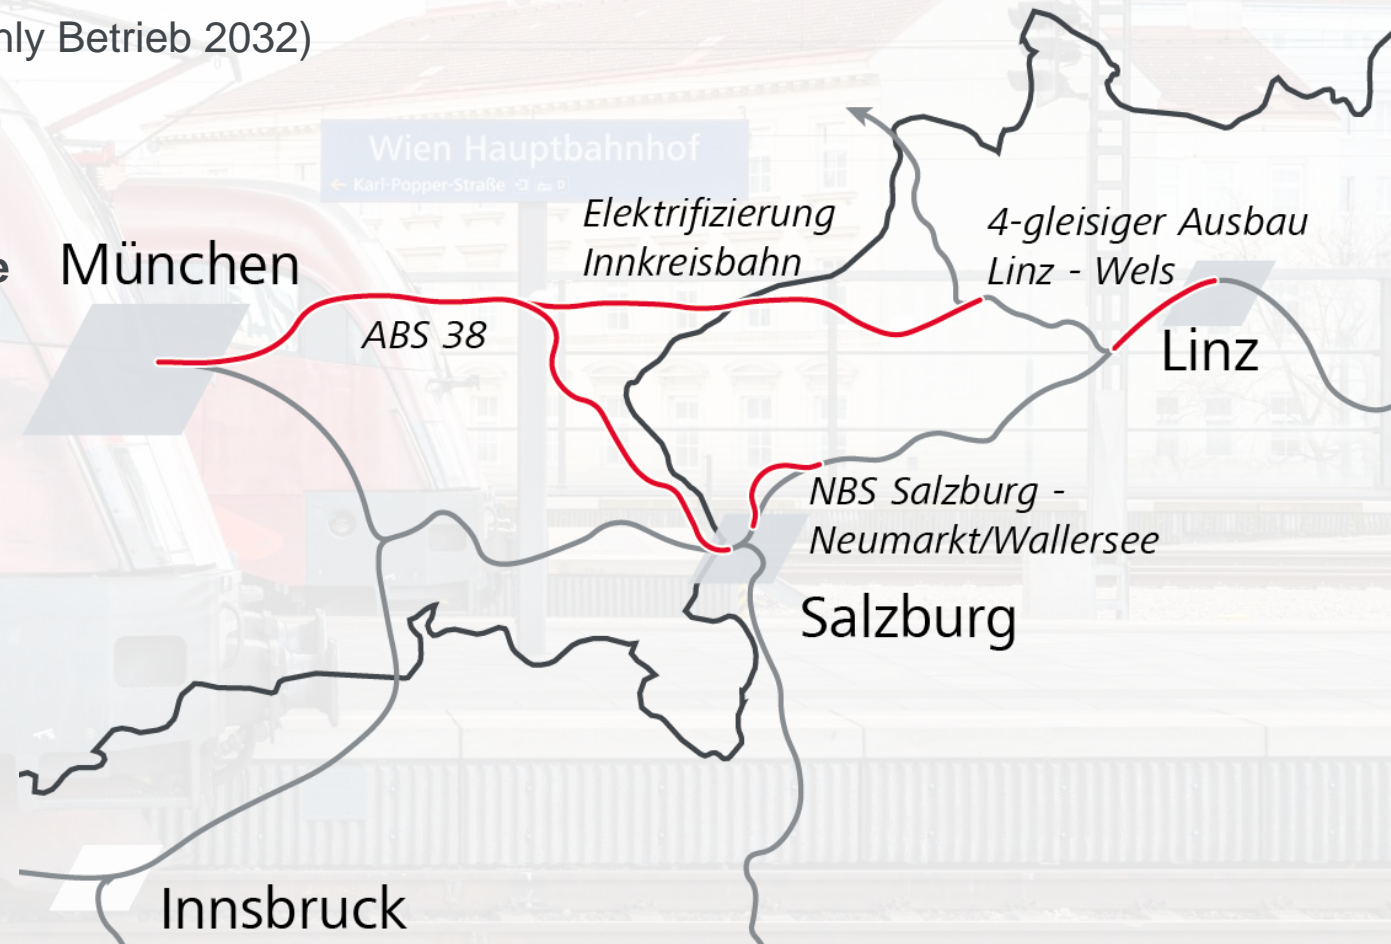 nly Betrieb 2032)
Wien Hauptbahnhof
← Karl-Popper-Straße
Elektrifizierung
Innkreisbahn
4-gleisiger Ausbau
Linz - Wels
e
München
ABS 38
Linz
NBS Salzburg -
Neumarkt/Wallersee
Salzburg
Innsbruck